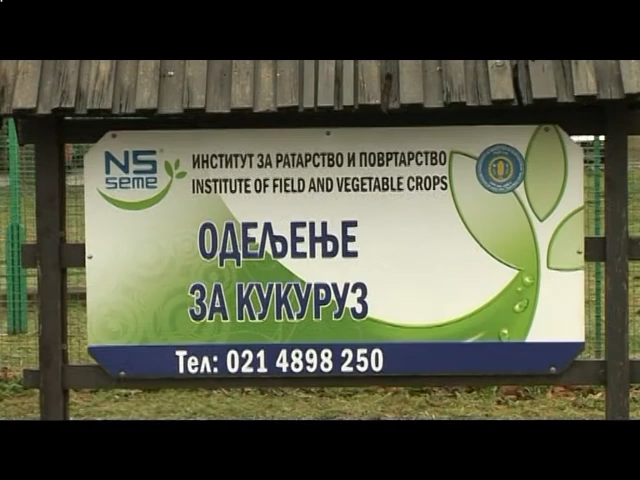 NS
seme
ИНСТИТУТ ЗА РАТАРСТВО И ПОВРТАРСТВО
INSTITUTE OF FIELD AND VEGETABLE CROPS
ОДЕЉЕЊЕ
ЗА КУКУРУЗ
Тел: 021 4898 250